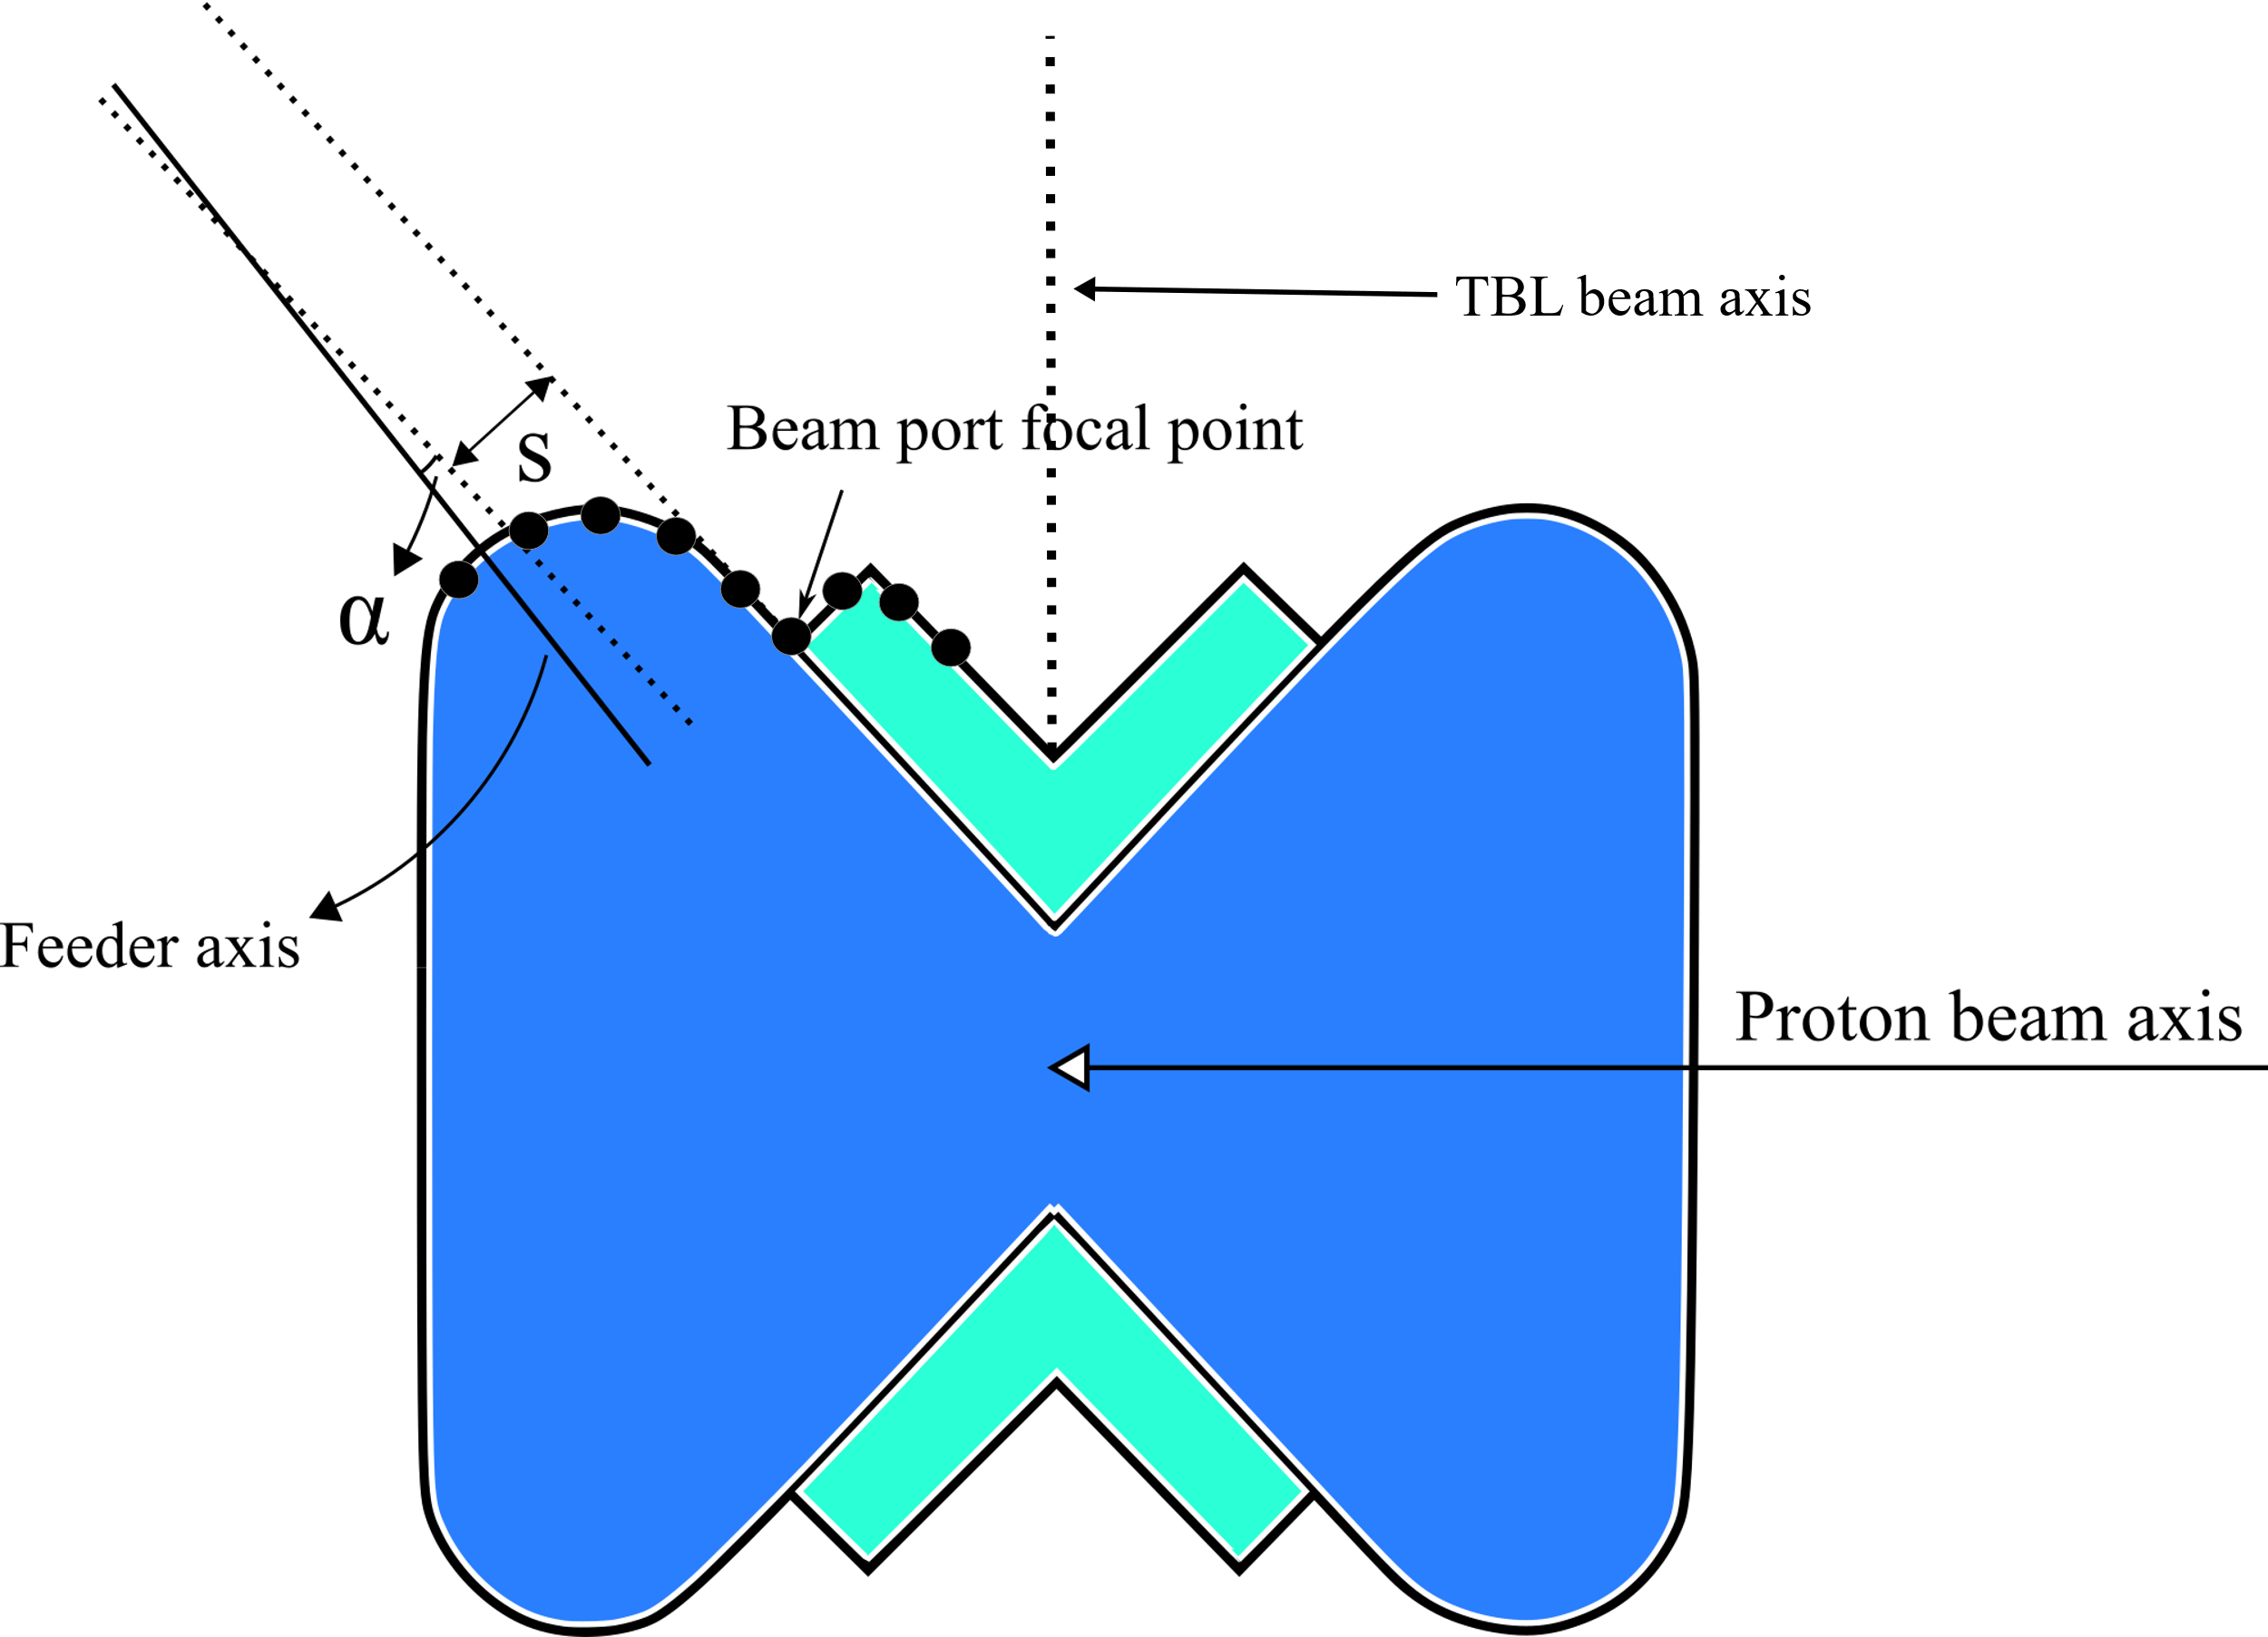 TBL beam axis
Beam port focal point
s
α
Feeder axis
Proton beam axis